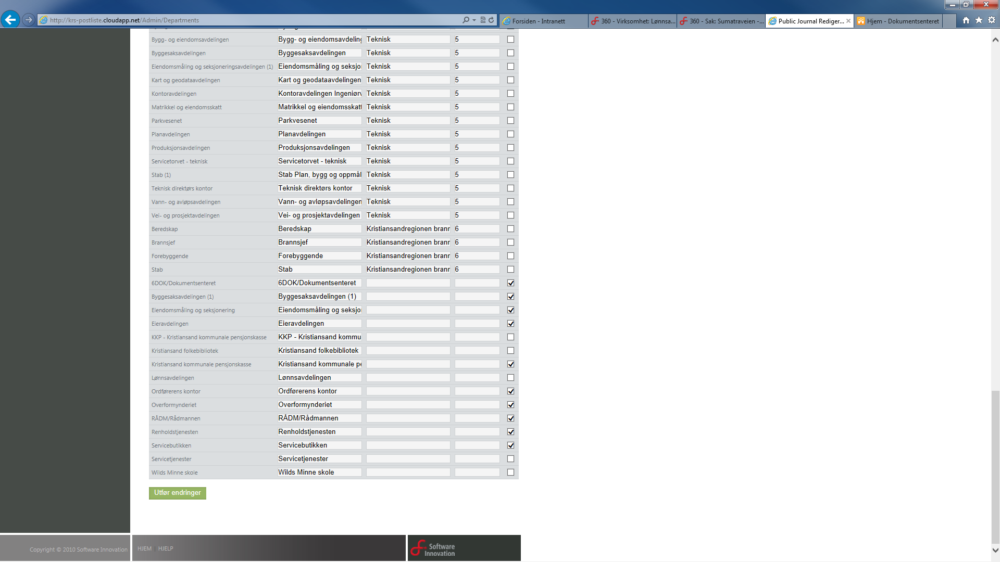 http://krs-postliste.cloudapp.net/Admin/Departments
Forsiden - Intranett
360 - Virksomhet: Lønnsa...
360 - Sak: Sumatraveien -...
Public Journal Rediger...
Hjem - Dokumentsenteret
Bygg- og eiendomsavdelingen Bygg- og eiendomsavdeling Teknisk 5
Byggesaksavdelingen Byggesaksavdelingen Teknisk 5
Eiendomsmåling og seksjoneringsavdelingen (1) Eiendomsmåling og seksjo Teknisk 5
Kart og geodataavdelingen Kart og geodataavdelingen Teknisk 5
Kontoravdelingen Kontoravdelingen Ingeniørv Teknisk 5
Matrikkel og eiendomsskatt Matrikkel og eiendomsskatt Teknisk 5
Parkvesenet Parkvesenet Teknisk 5
Planavdelingen Planavdelingen Teknisk 5
Produksjonsavdelingen Produksjonsavdelingen Teknisk 5
Servicetorvet - teknisk Servicetorvet - teknisk Teknisk 5
Stab (1) Stab Plan, bygg og oppmål Teknisk 5
Teknisk direktørs kontor Teknisk direktørs kontor Teknisk 5
Vann- og avløpsavdelingen Vann- og avløpsavdelingen Teknisk 5
Vei- og prosjektavdelingen Vei- og prosjektavdelingen Teknisk 5
Beredskap Beredskap Kristiansandregionen branr 6
Brannsjef Brannsjef Kristiansandregionen branr 6
Forebyggende Forebyggende Kristiansandregionen branr 6
Stab Stab Kristiansandregionen branr 6
6DOK/Dokumentsenteret 6DOK/Dokumentsenteret
Byggesaksavdelingen (1) Byggesaksavdelingen (1)
Eiendomsmåling og seksjonering Eiendomsmåling og seksjo
Eieravdelingen Eieravdelingen
KKP - Kristiansand kommunale pensjonskasse KKP - Kristiansand kommu
Kristiansand folkebibliotek Kristiansand folkebibliotek
Kristiansand kommunale pensjonskasse Kristiansand kommunale pe
Lønnsavdelingen Lønnsavdelingen
Ordførerens kontor Ordførerens kontor
Overformynderiet Overformynderiet
RÅDM/Rådmannen RÅDM/Rådmannen
Renholdstjenesten Renholdstjenesten
Servicebutikken Servicebutikken
Servicetjenester Servicetjenester
Wilds Minne skole Wilds Minne skole
Utfør endringer
Copyright © 2010 Software Innovation
HJEM | HJELP
Software
Innovation